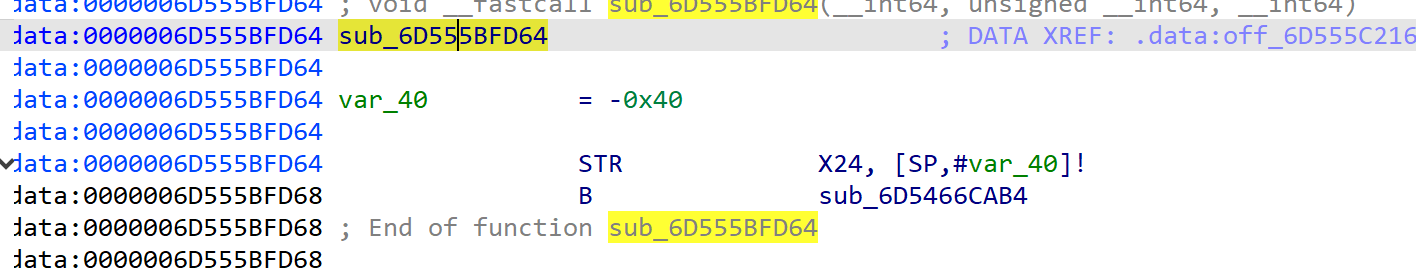 data:0000006D555BFD64 ; void __fastcall sub_6D555BFD64(__int64, unsigned __int64, __int64)
data:0000006D555BFD64 sub_6D555BFD64 ; DATA XREF: .data:off_6D555C216
data:0000006D555BFD64
data:0000006D555BFD64 var_40 = -0x40
data:0000006D555BFD64
data:0000006D555BFD64 STR X24, [SP,#var_40]!
data:0000006D555BFD68 B sub_6D5466CAB4
data:0000006D555BFD68 ; End of function sub_6D555BFD64
data:0000006D555BFD68